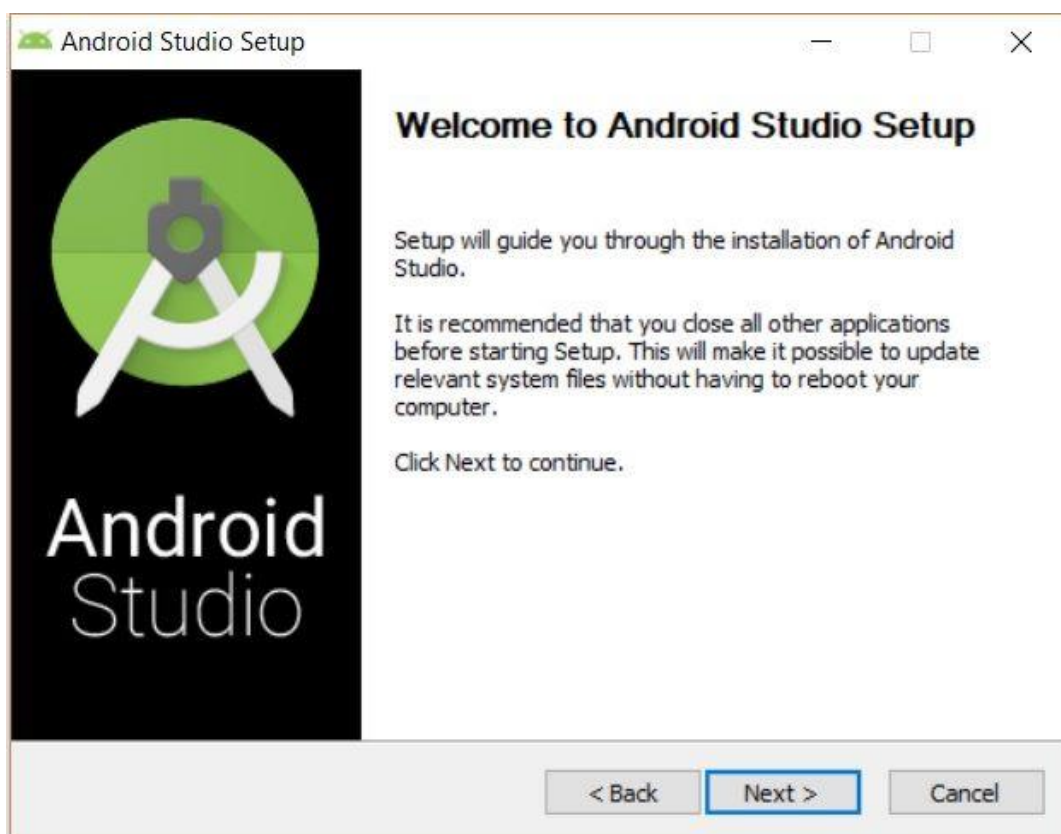 Android Studio Setup
Welcome to Android Studio Setup
Setup will guide you through the installation of Android
Studio.
It is recommended that you close all other applications
before starting Setup. This will make it possible to update
relevant system files without having to reboot your
computer.
Click Next to continue.
Android
Studio
< Back
Next >
Cancel